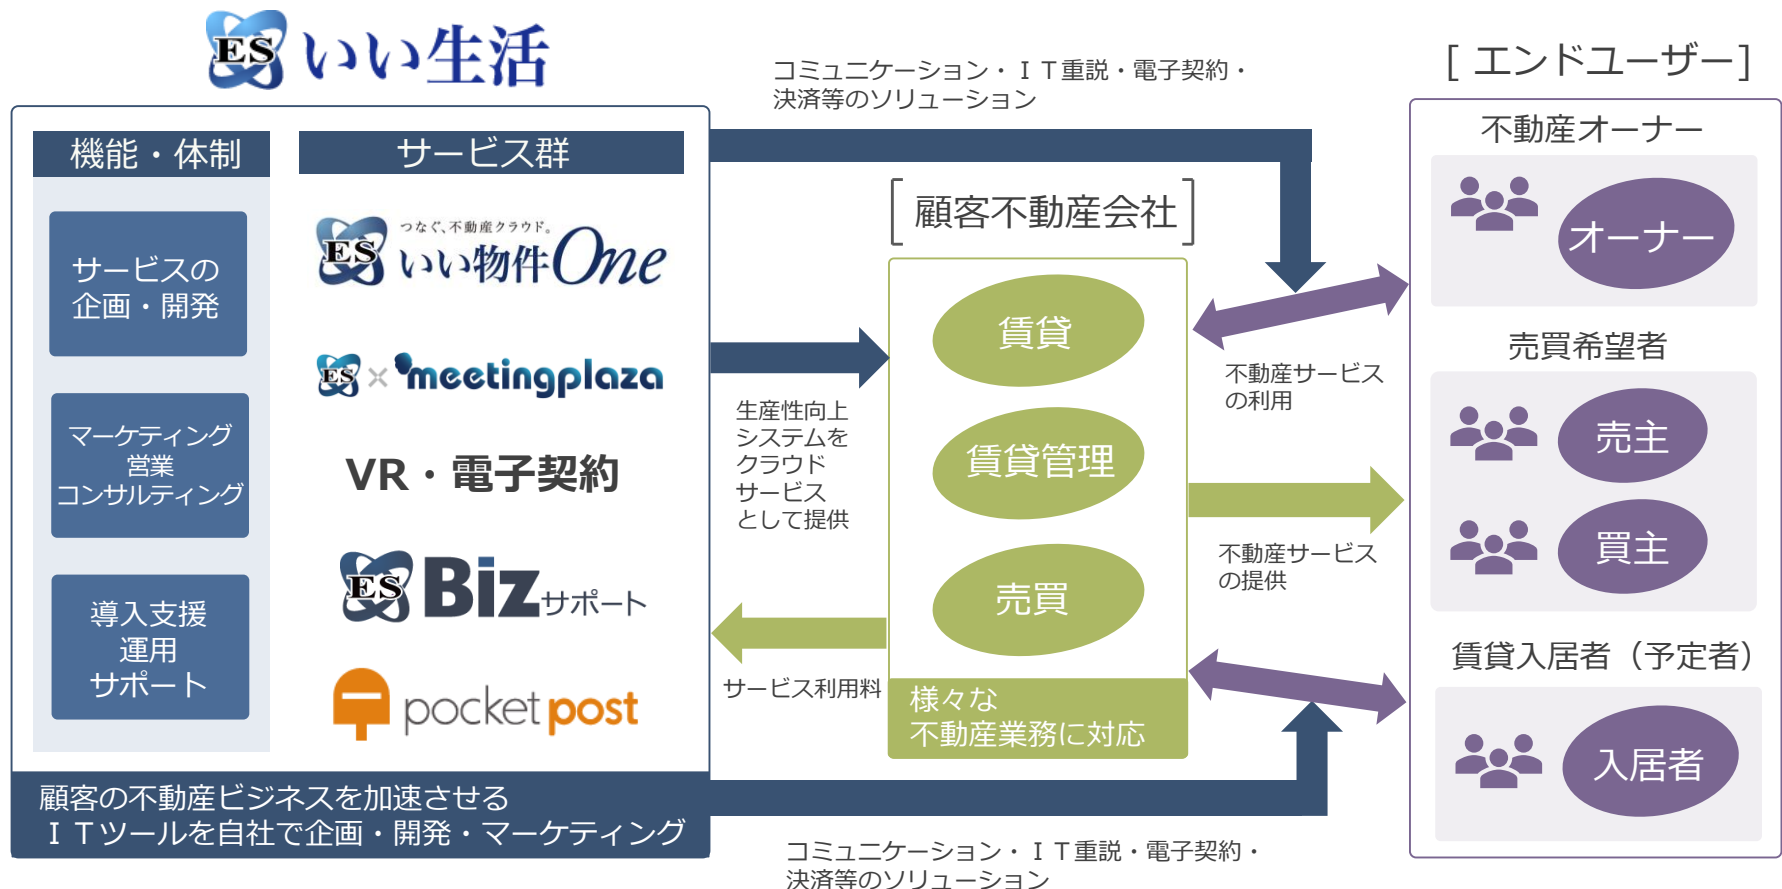 ES いい生活
機能・体制
サービスの
企画・開発
マーケティング
営業
コンサルティング
導入支援
運用
サポート
サービス群
つなぐ、不動産クラウド。
ES いい物件One
ES × meetingplaza
VR・電子契約
ES Bizサポート
pocketpost
顧客の不動産ビジネスを加速させる
ＩＴツールを自社で企画・開発・マーケティング
コミュニケーション・ＩＴ重説・電子契約・
決済等のソリューション
生産性向上
システムを
クラウド
サービス
として提供
サービス利用料
[顧客不動産会社]
賃貸
賃貸管理
売買
様々な
不動産業務に対応
不動産サービス
の利用
不動産サービス
の提供
コミュニケーション・ＩＴ重説・電子契約・
決済等のソリューション
[ エンドユーザー]
不動産オーナー
オーナー
売買希望者
売主
買主
賃貸入居者（予定者）
入居者